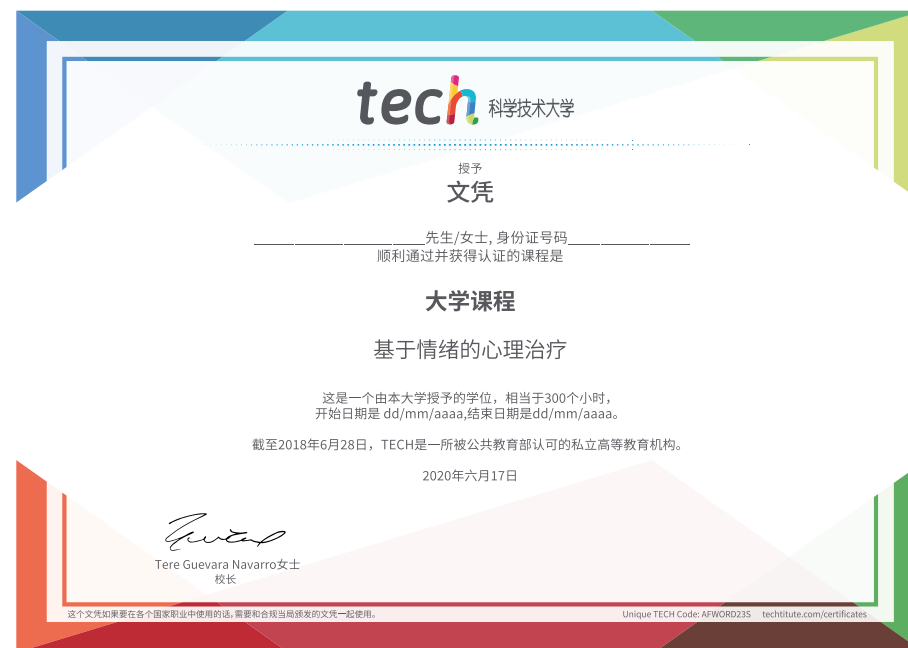 tech 科学技术大学
授予
文凭
先生/女士, 身份证号码
顺利通过并获得认证的课程是
大学课程
基于情绪的心理治疗
这是一个由本大学授予的学位，相当于300个小时，
开始日期是 dd/mm/aaaa,结束日期是dd/mm/aaaa。
截至2018年6月28日，TECH是一所被公共教育部认可的私立高等教育机构。
2020年六月17日
Tere Guevara Navarro女士
校长
这个文凭如果要在各个国家职业中使用的话,需要和合规当局颁发的文凭一起使用。
Unique TECH Code: AFWORD23S techtitute.com/certificates